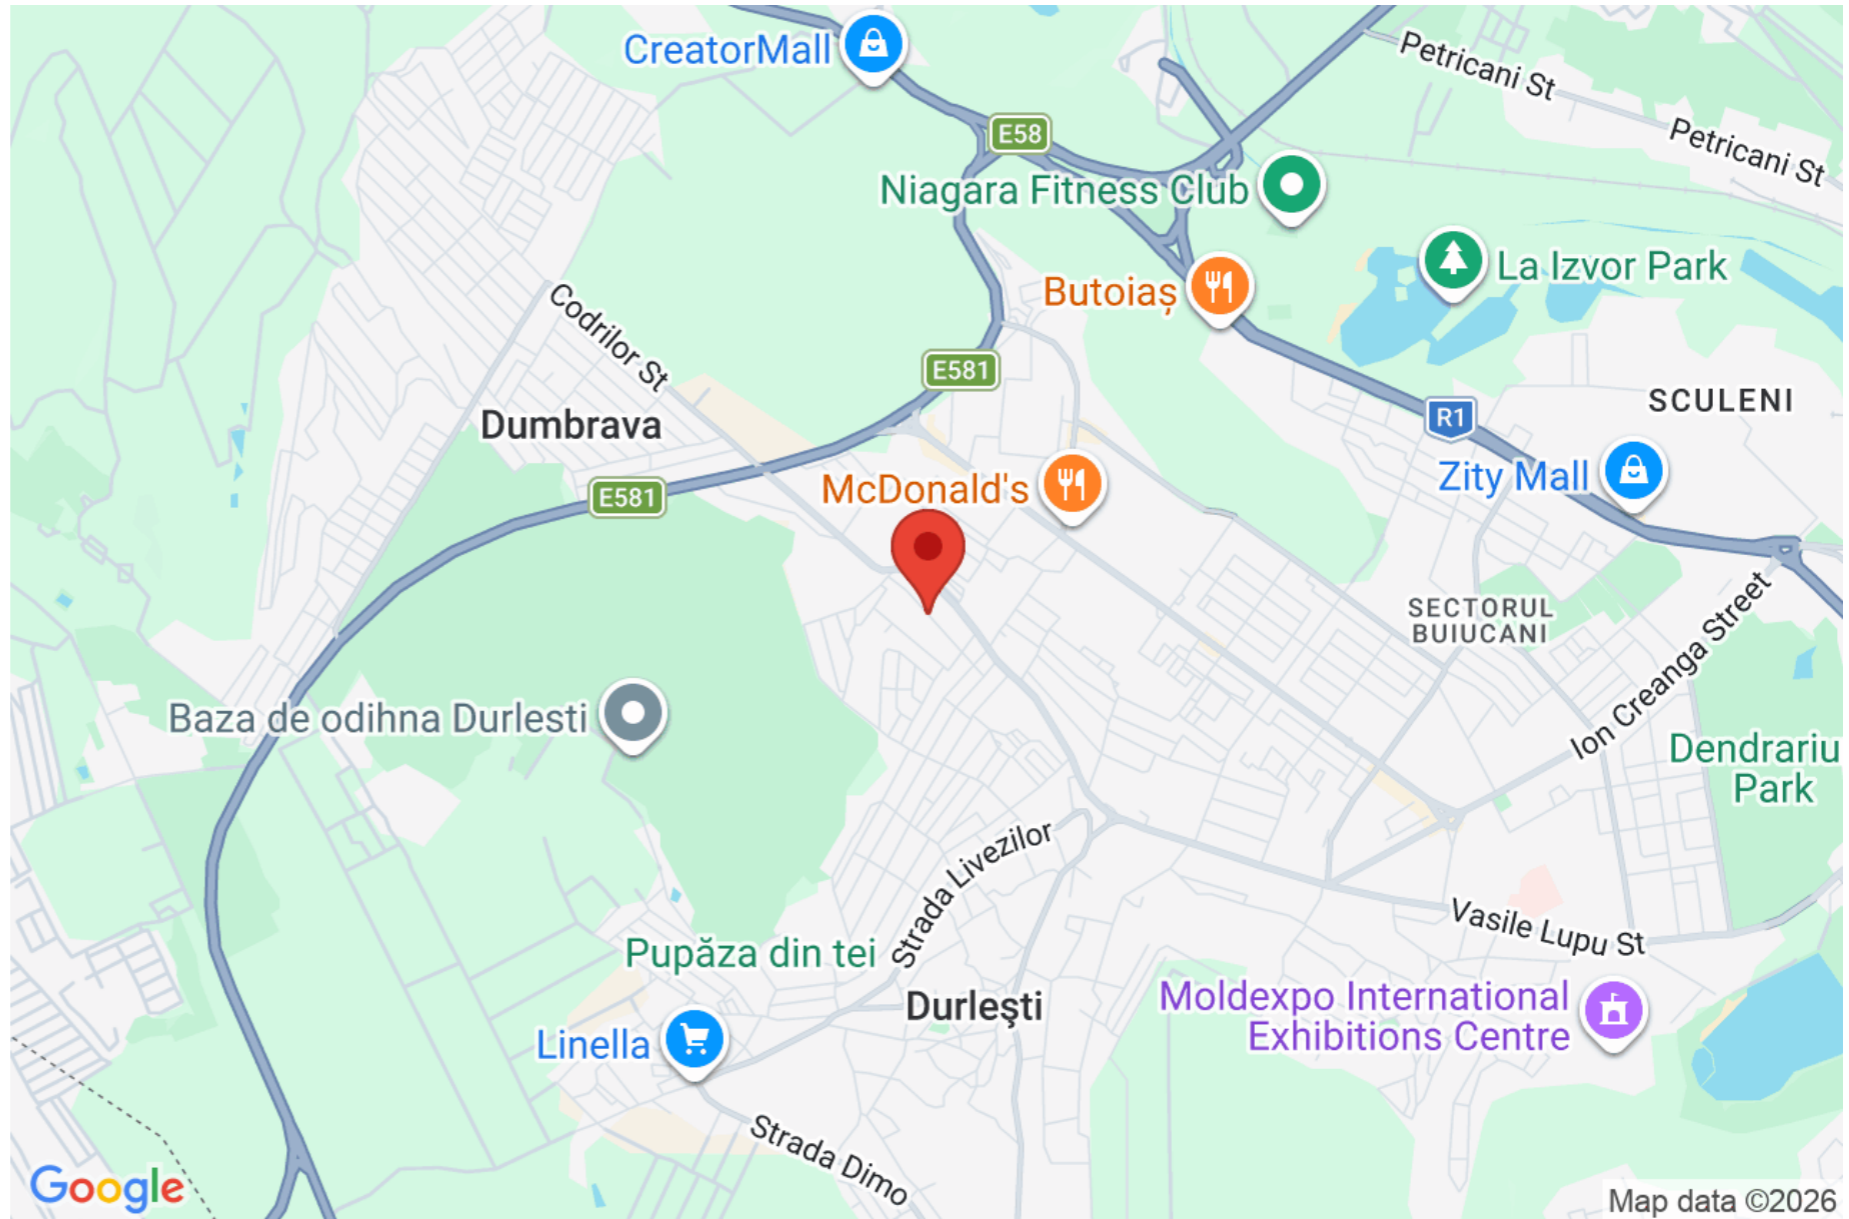 CreatorMall
E58
Petricani St
Petricani St
Niagara Fitness Club
La Izvor Park
Butoiaș
Codrilor St
E581
SCULENI
Dumbrava
R1
McDonald's
Zity Mall
E581
SECTORUL
BUIUCANI
Ion Creanga Street
Baza de odihna Durlesti
Dendrariu
Park
Strada Livezilor
Vasile Lupu St
Pupăza din tei
Durleşti
Moldexpo International
Exhibitions Centre
Linella
Strada Dimo
Google
Map data ©2026